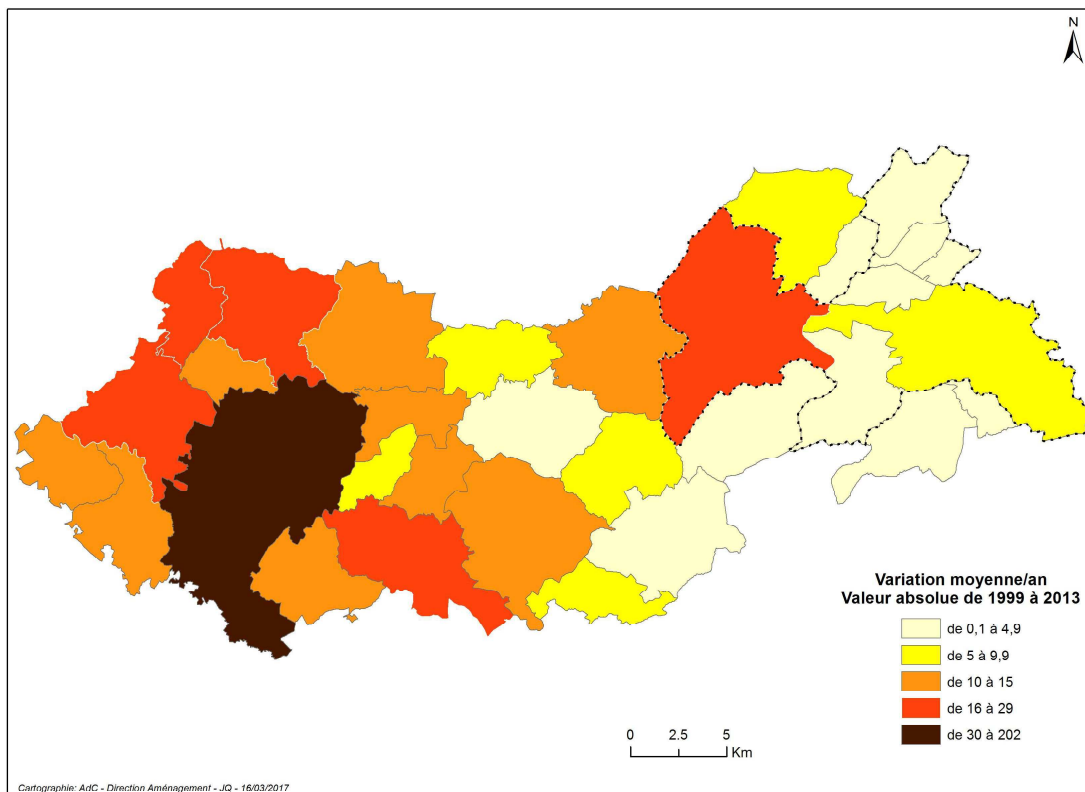 N
Variation moyenne/an
Valeur absolue de 1999 à 2013
de 0,1 à 4,9
de 5 à 9,9
de 10 à 15
de 16 à 29
de 30 à 202
0 2.5 5
Km
Cartographie: AdC - Direction Aménagement - JQ - 16/03/2017